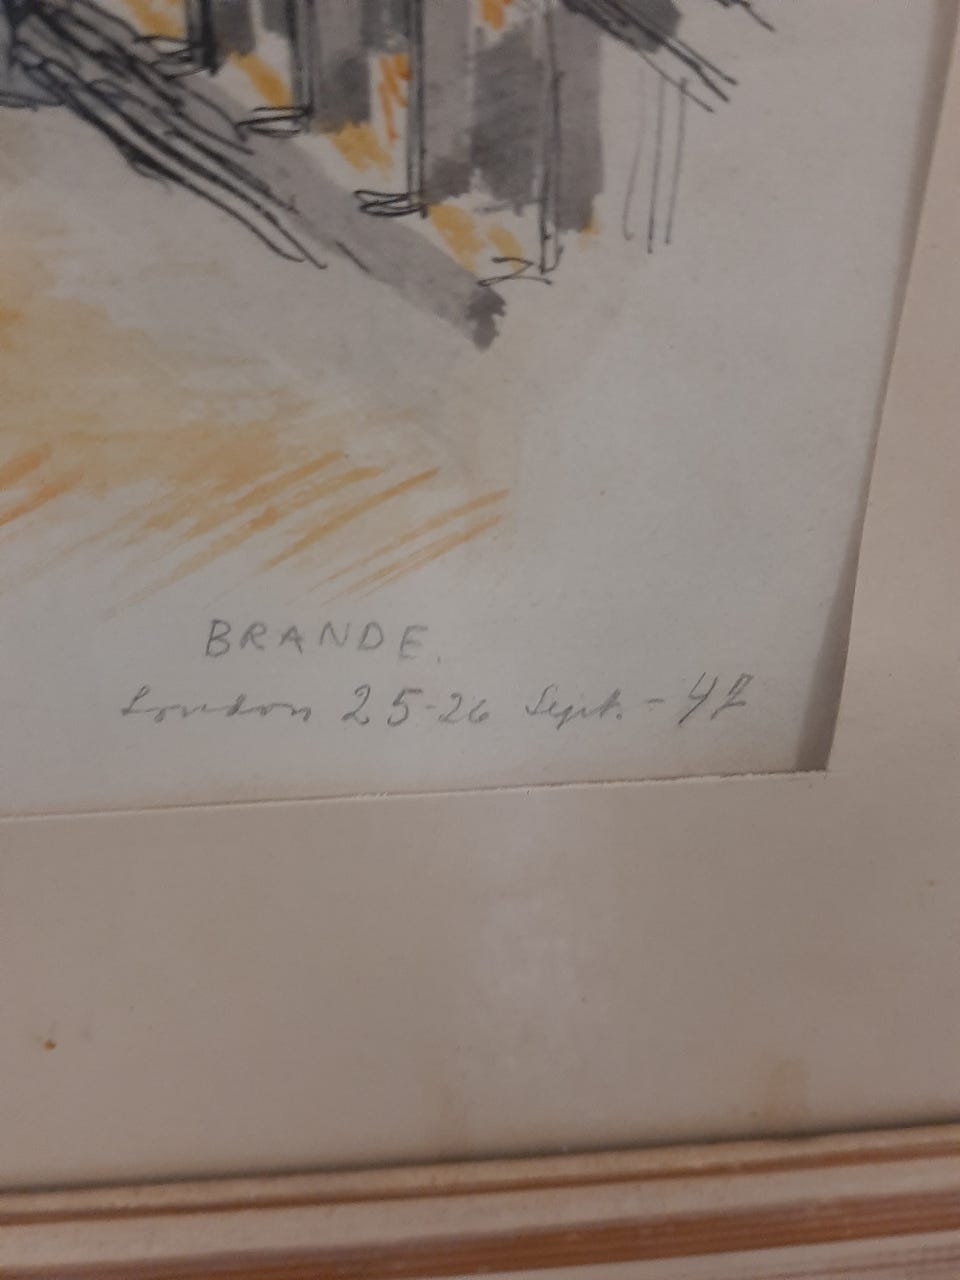 BRANDE.
London 25-26 Sept. - 47